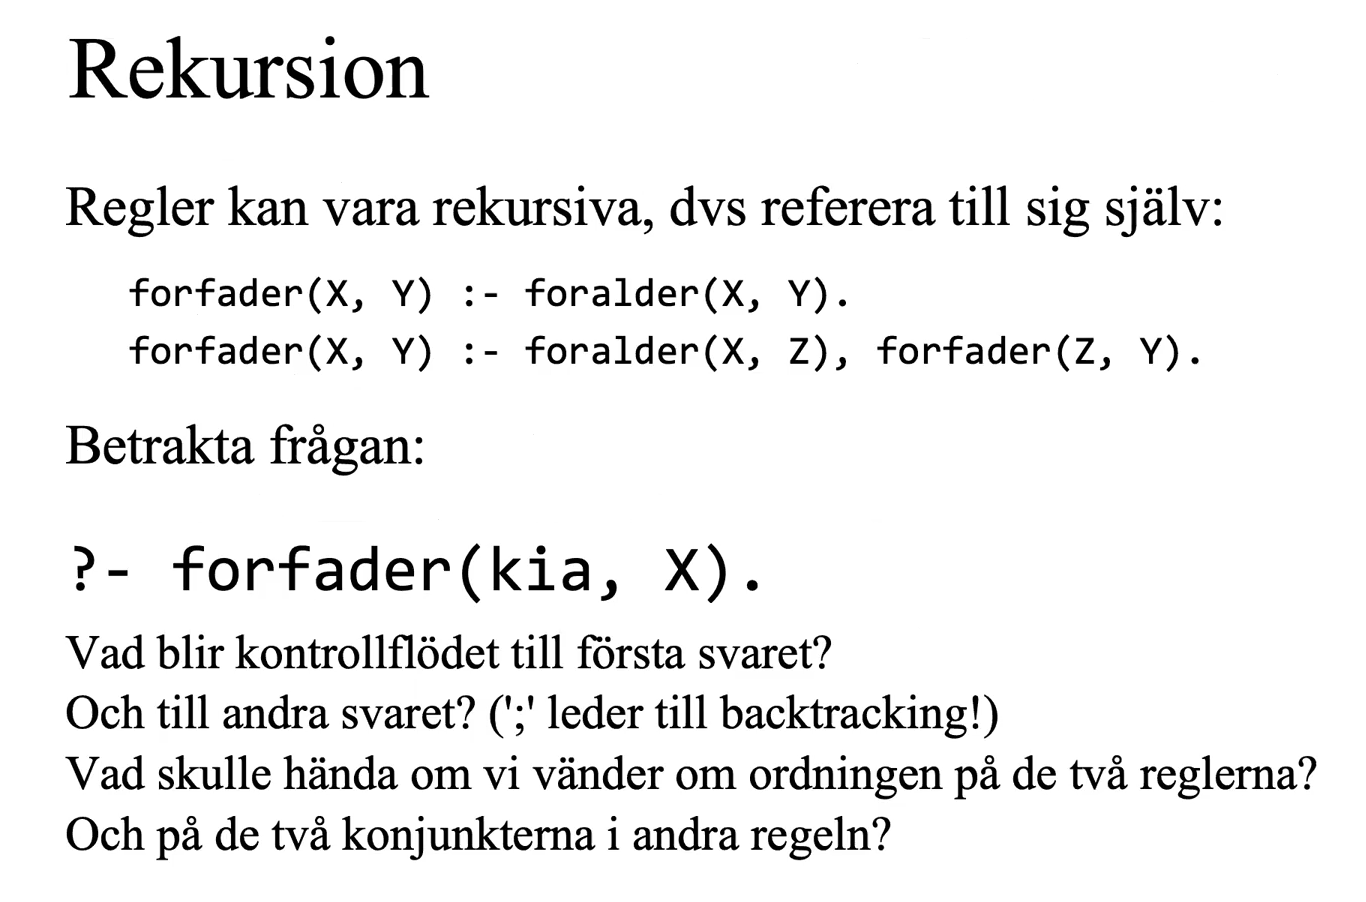 Rekursion
Regler kan vara rekursiva, dvs referera till sig själv:
forfader(X, Y) :- foralder(X, Y).
forfader(X, Y) :- foralder(X, Z), forfader(Z, Y).
Betrakta frågan:
?- forfader(kia, X).
Vad blir kontrollflödet till första svaret?
Och till andra svaret? (';' leder till backtracking!)
Vad skulle hända om vi vänder om ordningen på de två reglerna?
Och på de två konjunkterna i andra regeln?